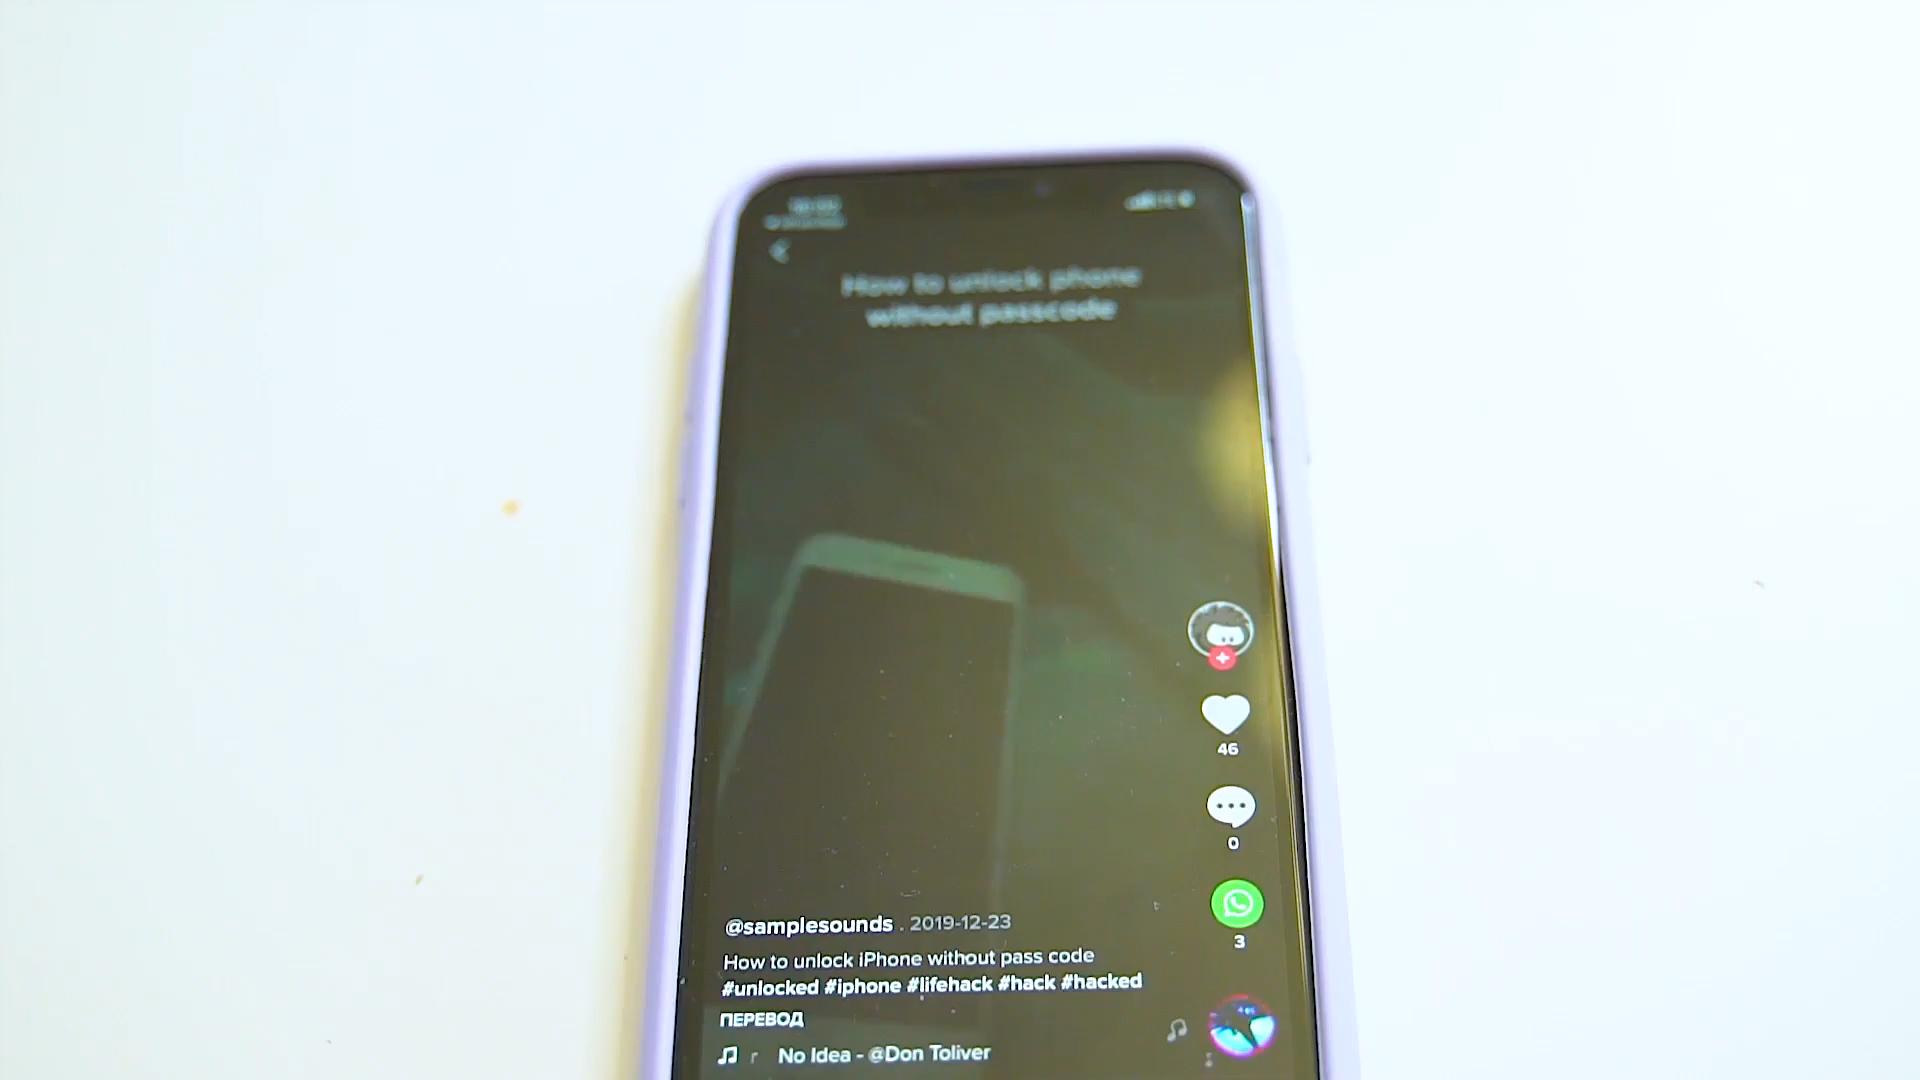 How to unlock phone
without passcode
46
0
3
@samplesounds . 2019-12-23
How to unlock iPhone without pass code
#unlocked #iphone #lifehack #hack #hacked
ПЕРЕВОД
No Idea - @Don Toliver